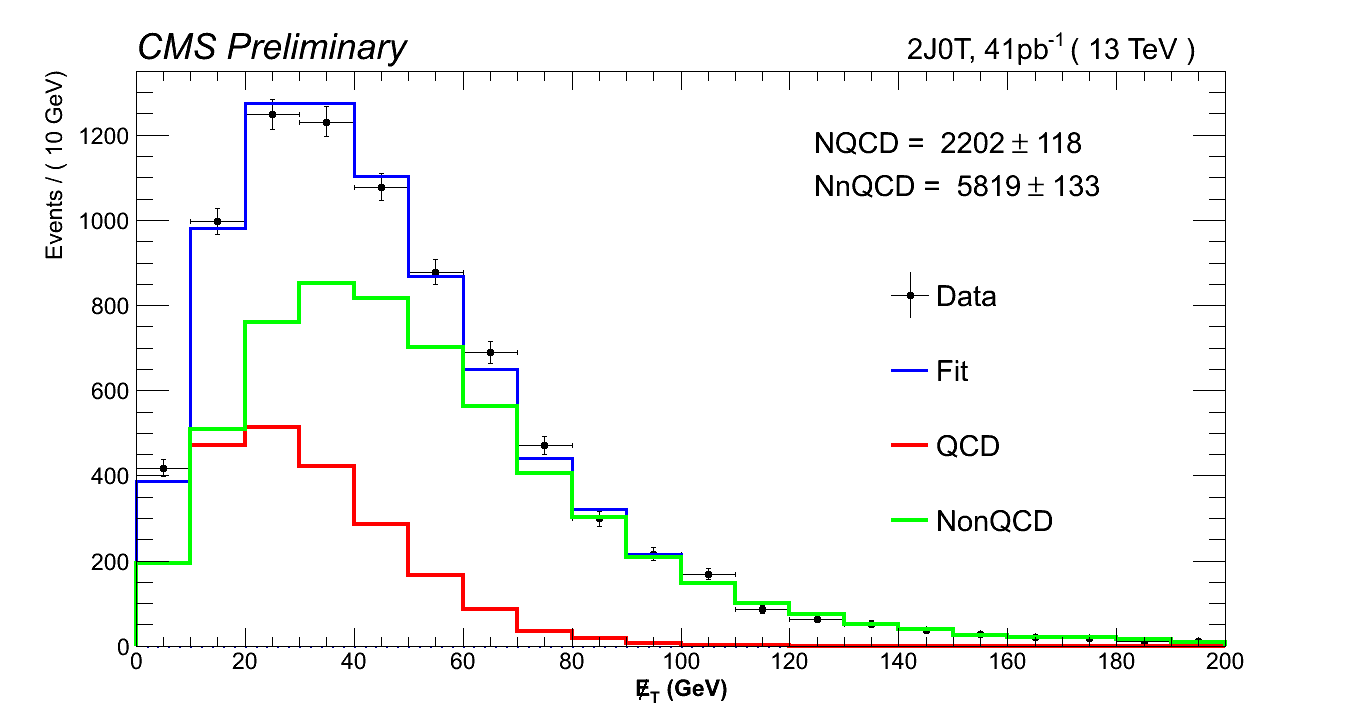 CMS Preliminary
2J0T, 41pb-1 ( 13 TeV )
Events / ( 10 GeV)
1200
1000
800
600
400
200
0
NQCD = 2202 ± 118
NnQCD = 5819 ± 133
Data
Fit
QCD
NonQCD
0 20 40 60 80 100 120 140 160 180 200
E̸T (GeV)